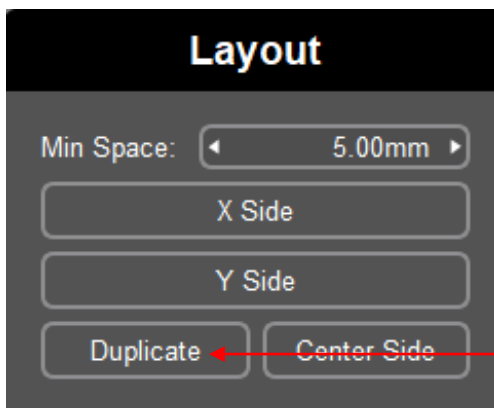 Layout
Min Space: 5.00mm
X Side
Y Side
Duplicate Center Side